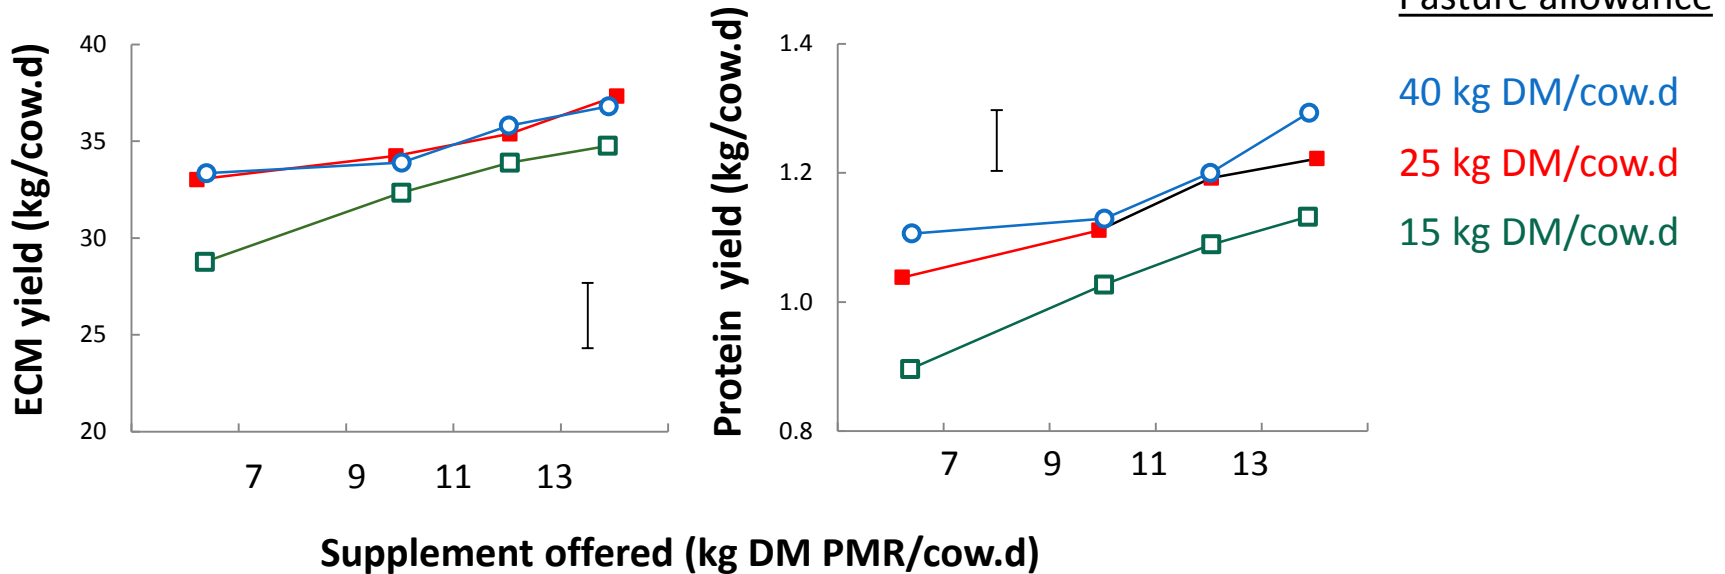 ECM yield (kg/cow.d)
40
35
30
25
20
7 9 11 13
Protein yield (kg/cow.d)
1.4
1.2
1.0
0.8
7 9 11 13
Supplement offered (kg DM PMR/cow.d)
Pasture allowance
40 kg DM/cow.d
25 kg DM/cow.d
15 kg DM/cow.d